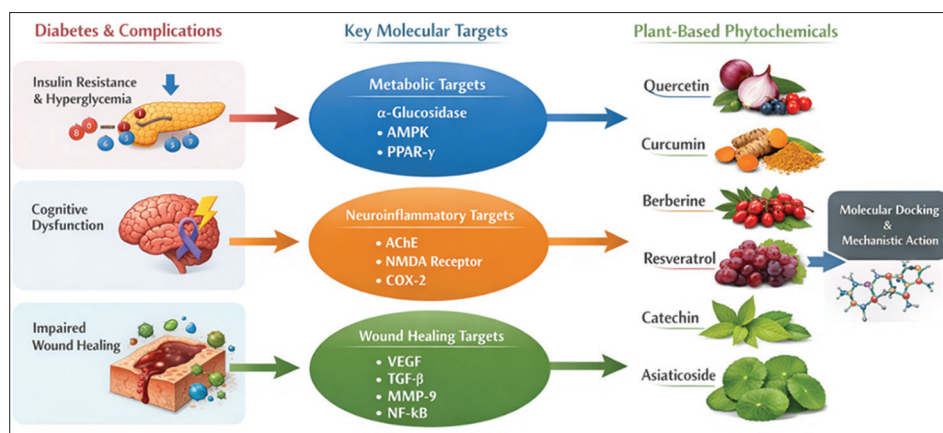 Diabetes & Complications
Key Molecular Targets
Plant-Based Phytochemicals
Insulin Resistance
& Hyperglycemia
Metabolic Targets
α-Glucosidase
• AMPK
• PPAR-γ
Quercetin
Curcumin
Cognitive
Dysfunction
Neuroinflammatory Targets
• AChE
• NMDA Receptor
• COX-2
Berberine
Resveratrol
Molecular Docking
&
Mechanistic Action
Impaired
Wound Healing
Wound Healing Targets
• VEGF
• TGF-β
• MMP-9
• NF-kB
Catechin
Asiaticoside